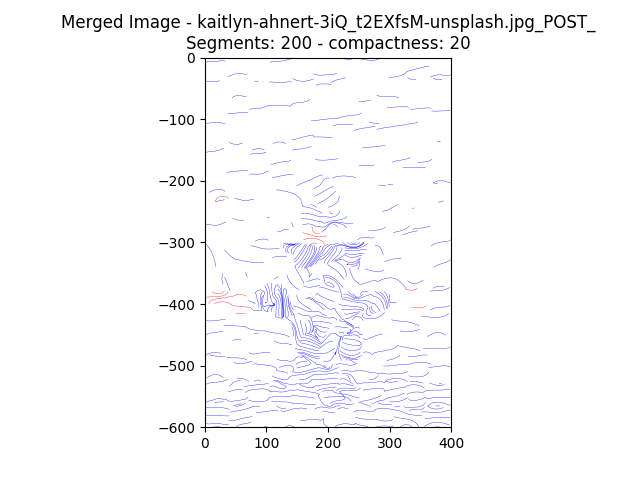 Merged Image - kaitlyn-ahnert-3iQ_t2EXfsM-unsplash.jpg_POST_
Segments: 200 - compactness: 20
0
−100
−200
−300
−400
−500
−600
0 100 200 300 400